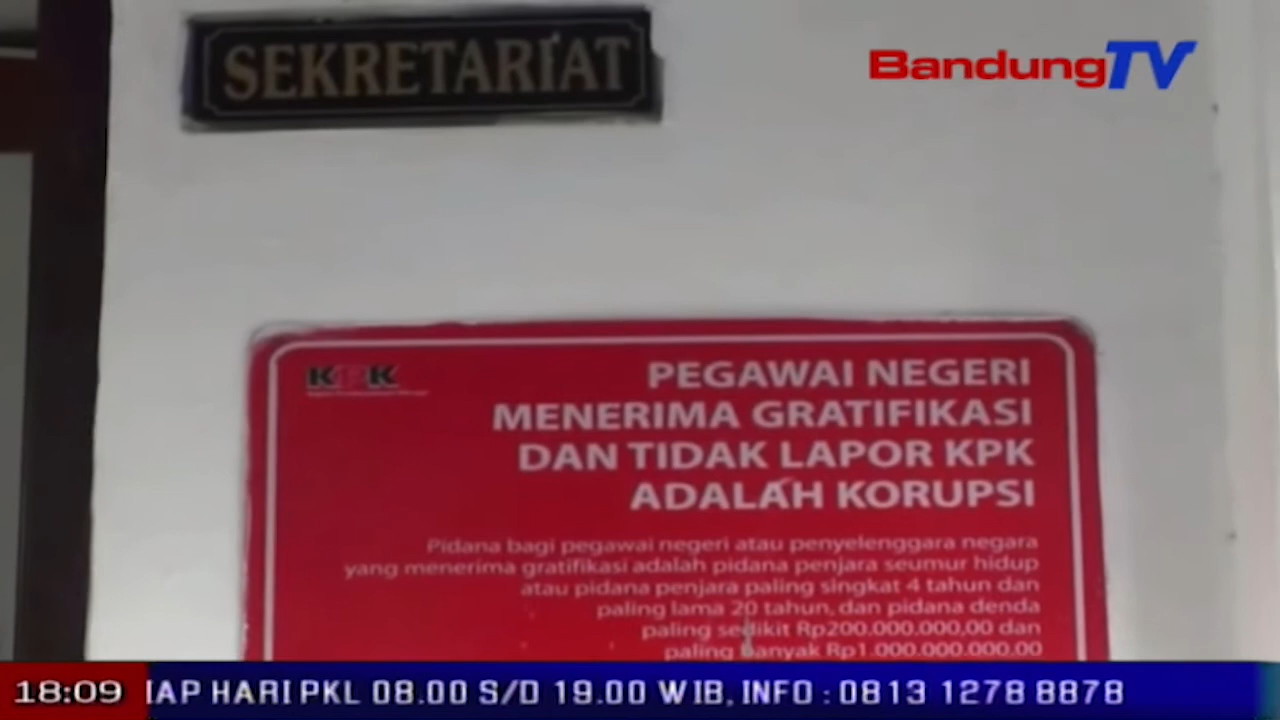 SEKRETARIAT
BandungTV
KPK
PEGAWAI NEGERI
MENERIMA GRATIFIKASI
DAN TIDAK LAPOR KPK
ADALAH KORUPSI
Pidana bagi pegawai negeri atau penyelenggara negara
yang menerima gratifikasi adalah pidana penjara seumur hidup
atau pidana penjara paling singkat 4 tahun dan
paling lama 20 tahun, dan pidana denda
paling sedikit Rp200.000.000,00 dan
paling banyak Rp1.000.000.000,00
18:09 IAP HARI PKL 08.00 S/D 19.00 WIB, INFO : 0813 1278 8878